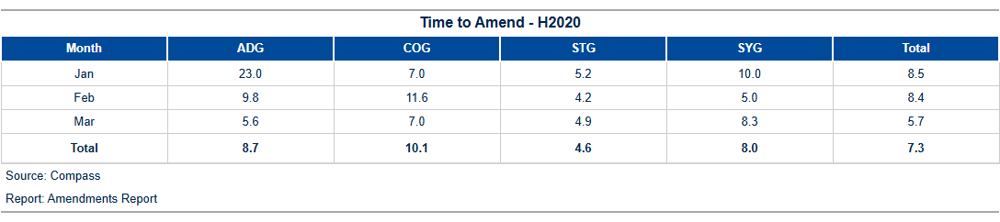 Time to Amend - H2020
Month ADG COG STG SYG Total
Jan 23.0 7.0 5.2 10.0 8.5
Feb 9.8 11.6 4.2 5.0 8.4
Mar 5.6 7.0 4.9 8.3 5.7
Total 8.7 10.1 4.6 8.0 7.3
Source: Compass
Report: Amendments Report